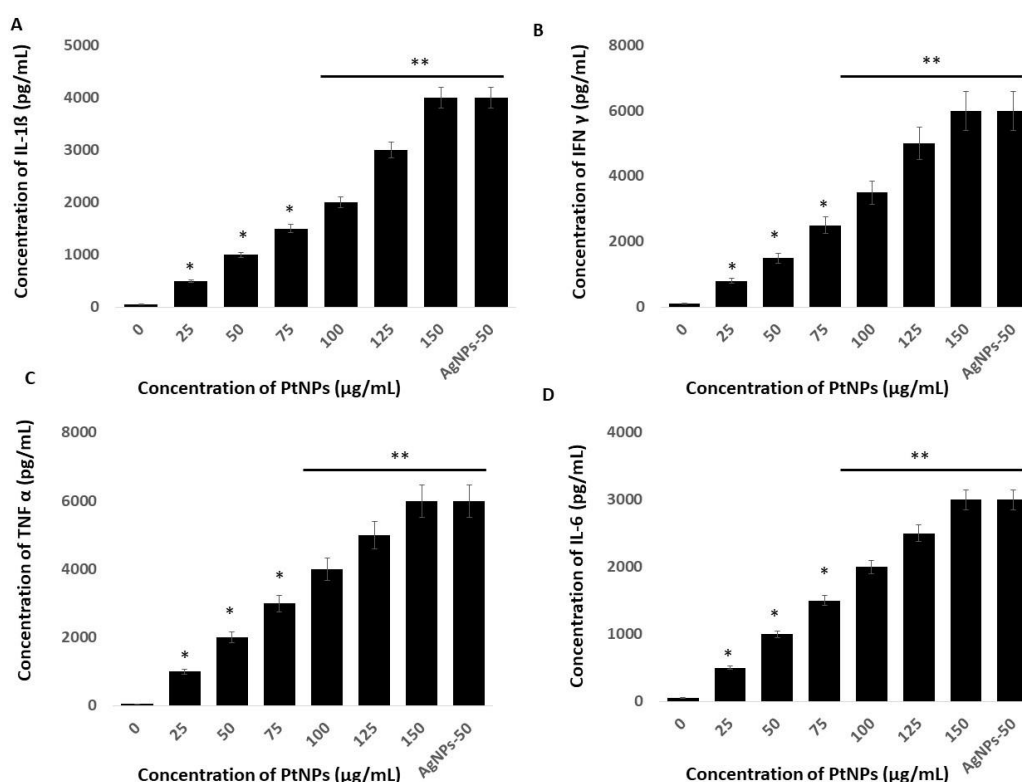 A
Concentration of IL-1ß (pg/mL)
5000
4000
3000
2000
1000
0
**
*
*
*
0 25 50 75 100 125 150 AgNPs-50
Concentration of PtNPs (µg/mL)
B
Concentration of IFN γ (pg/mL)
8000
6000
4000
2000
0
**
*
*
*
0 25 50 75 100 125 150 AgNPs-50
Concentration of PtNPs (µg/mL)
C
Concentration of TNF α (pg/mL)
8000
6000
4000
2000
0
**
*
*
*
0 25 50 75 100 125 150 AgNPs-50
Concentration of PtNPs (µg/mL)
D
Concentration of IL-6 (pg/mL)
4000
3000
2000
1000
0
**
*
*
*
0 25 50 75 100 125 150 AgNPs-50
Concentration of PtNPs (µg/mL)